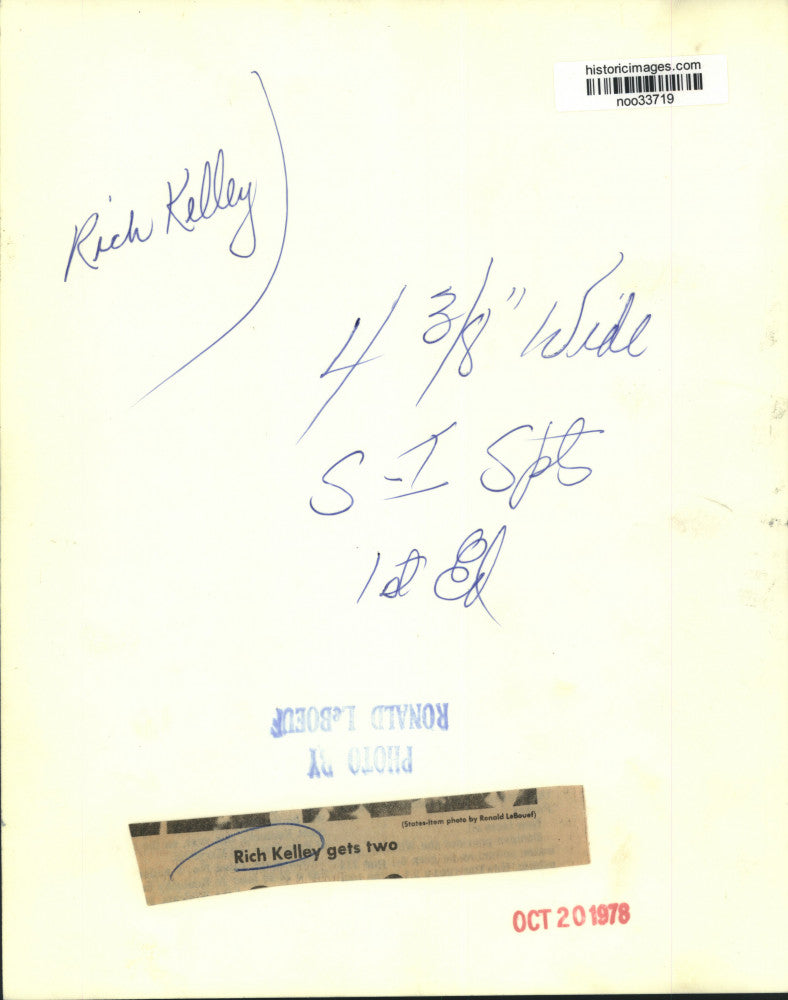 historicimages.com
noo33719
Rich Kelley
4 3/8" Wide
S-I Spts
1st Ed
PHOTO BY
RONALD LeBOEUF
(States-Item photo by Ronald LeBouef)
Rich Kelley gets two
OCT 20 1978